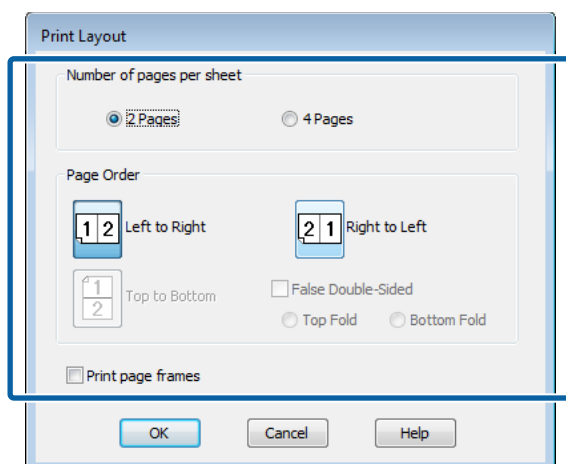 Print Layout
Number of pages per sheet
2 Pages 4 Pages
Page Order
1 2 Left to Right 2 1 Right to Left
1
2 Top to Bottom False Double-Sided
Top Fold Bottom Fold
Print page frames
OK Cancel Help